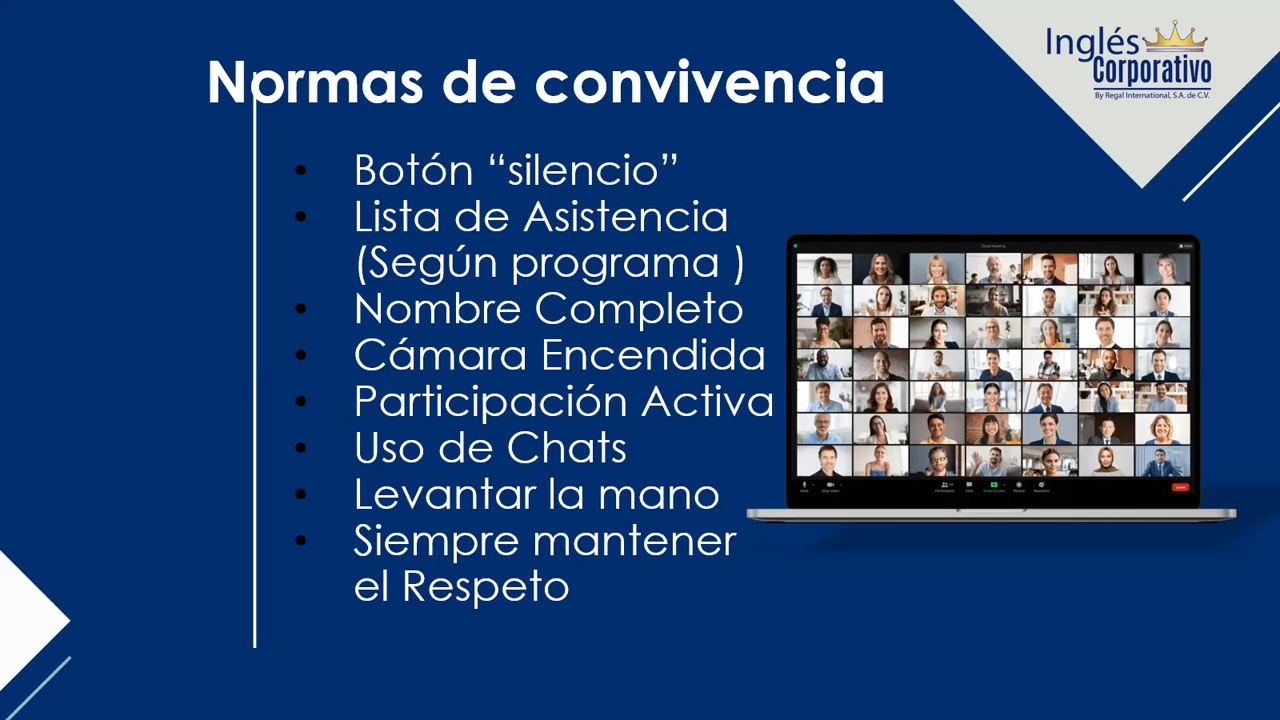 Normas de convivencia
Inglés
Corporativo
By Regal International, S.A. de C.V.
• Botón “silencio”
• Lista de Asistencia
(Según programa )
• Nombre Completo
• Cámara Encendida
• Participación Activa
• Uso de Chats
• Levantar la mano
• Siempre mantener
el Respeto